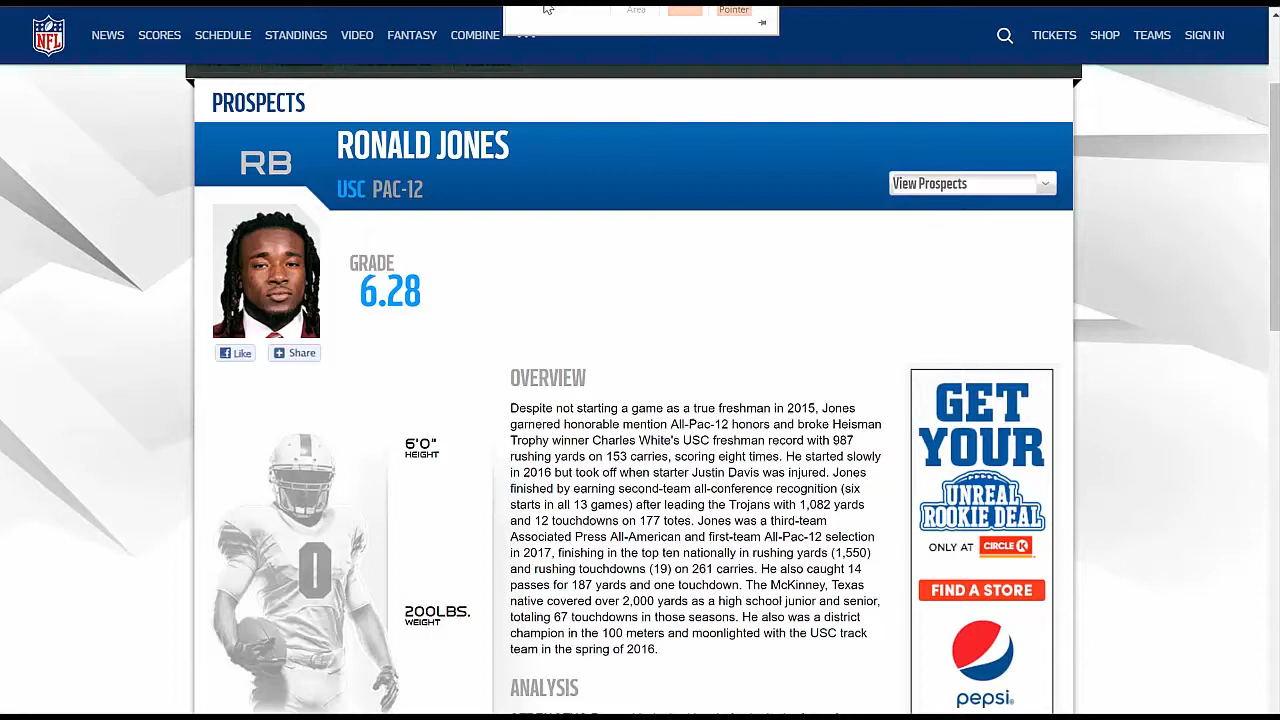 Area
Pointer
NFL
NEWS SCORES SCHEDULE STANDINGS VIDEO FANTASY COMBINE
TICKETS SHOP TEAMS SIGN IN
PROSPECTS
RB
RONALD JONES
USC PAC-12
View Prospects
GRADE
6.28
Like
Share
6'0"
HEIGHT
0
200LBS.
WEIGHT
OVERVIEW
Despite not starting a game as a true freshman in 2015, Jones
garnered honorable mention All-Pac-12 honors and broke Heisman
Trophy winner Charles White's USC freshman record with 987
rushing yards on 153 carries, scoring eight times. He started slowly
in 2016 but took off when starter Justin Davis was injured. Jones
finished by earning second-team all-conference recognition (six
starts in all 13 games) after leading the Trojans with 1,082 yards
and 12 touchdowns on 177 totes. Jones was a third-team
Associated Press All-American and first-team All-Pac-12 selection
in 2017, finishing in the top ten nationally in rushing yards (1,550)
and rushing touchdowns (19) on 261 carries. He also caught 14
passes for 187 yards and one touchdown. The McKinney, Texas
native covered over 2,000 yards as a high school junior and senior,
totaling 67 touchdowns in those seasons. He also was a district
champion in the 100 meters and moonlighted with the USC track
team in the spring of 2016.
ANALYSIS
GET
YOUR
UNREAL
ROOKIE DEAL
ONLY AT CIRCLE K
FIND A STORE
pepsi